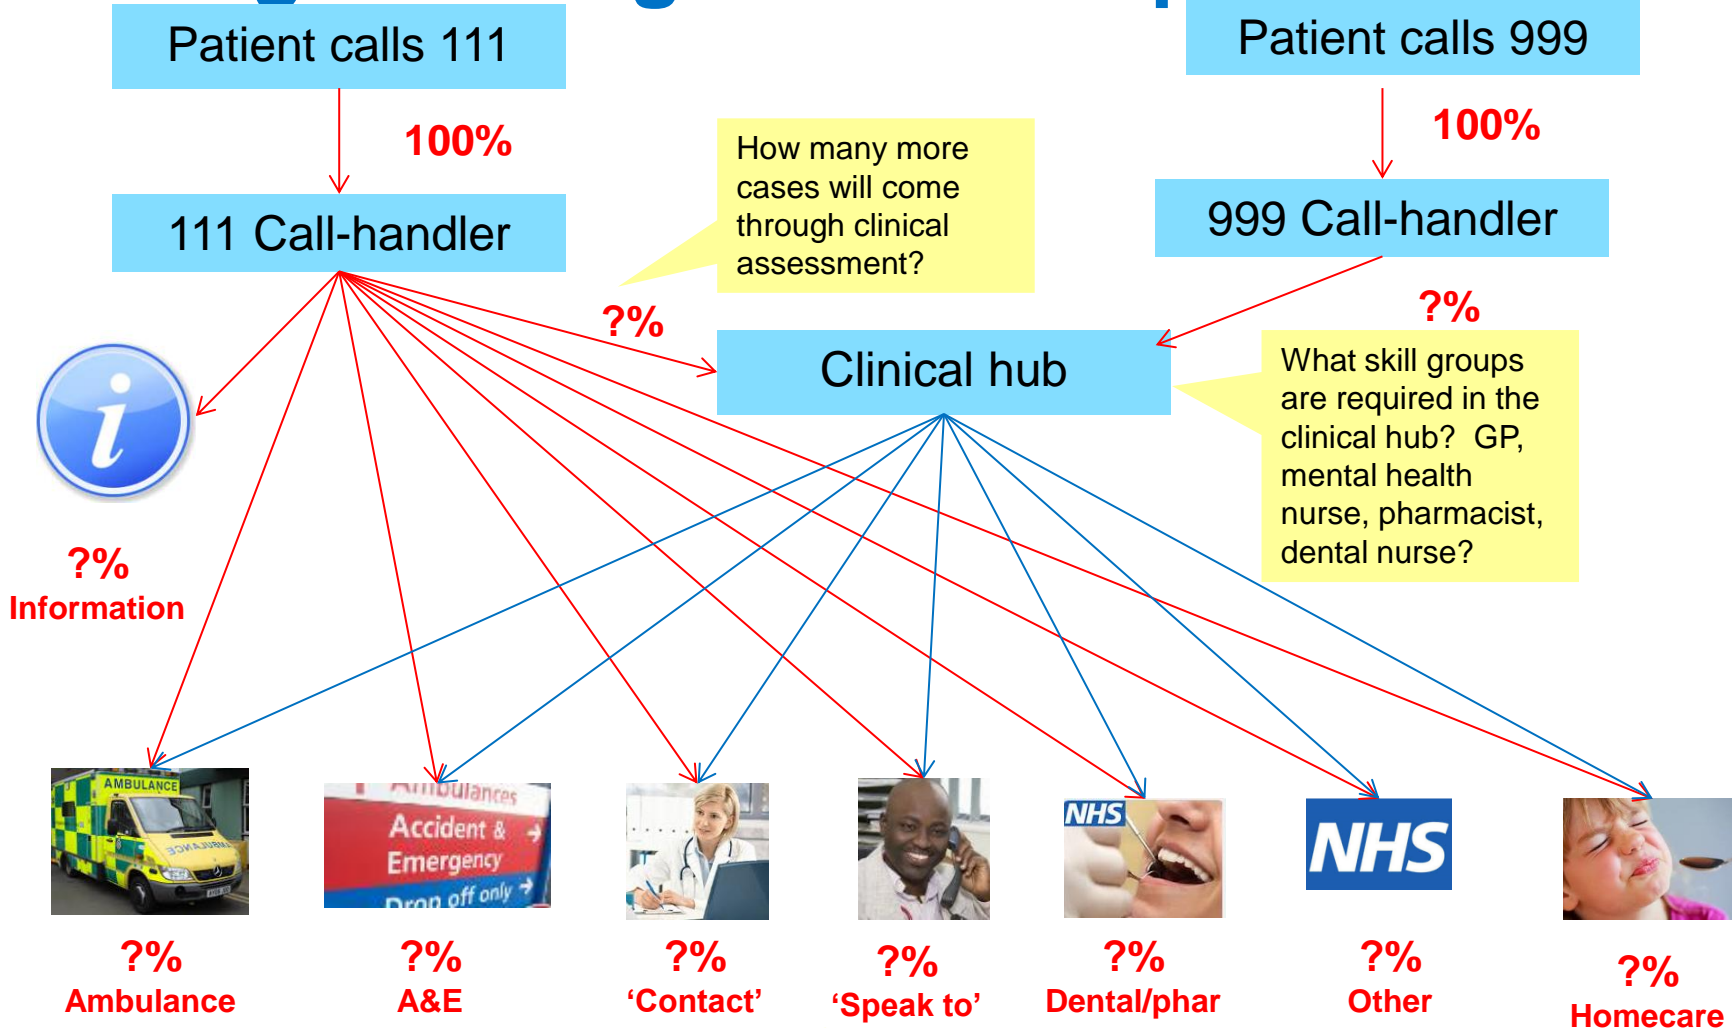 Patient calls 111
Patient calls 999
100%
100%
How many more
cases will come
through clinical
assessment?
111 Call-handler
999 Call-handler
?%
?%
Clinical hub
What skill groups
are required in the
clinical hub? GP,
mental health
nurse, pharmacist,
dental nurse?
i
?%
Information
AMBULANCE
Ambulances
Accident &
Emergency
Drop off only
NHS
NHS
?%
Ambulance
?%
A&E
?%
‘Contact’
?%
‘Speak to’
?%
Dental/phar
?%
Other
?%
Homecare